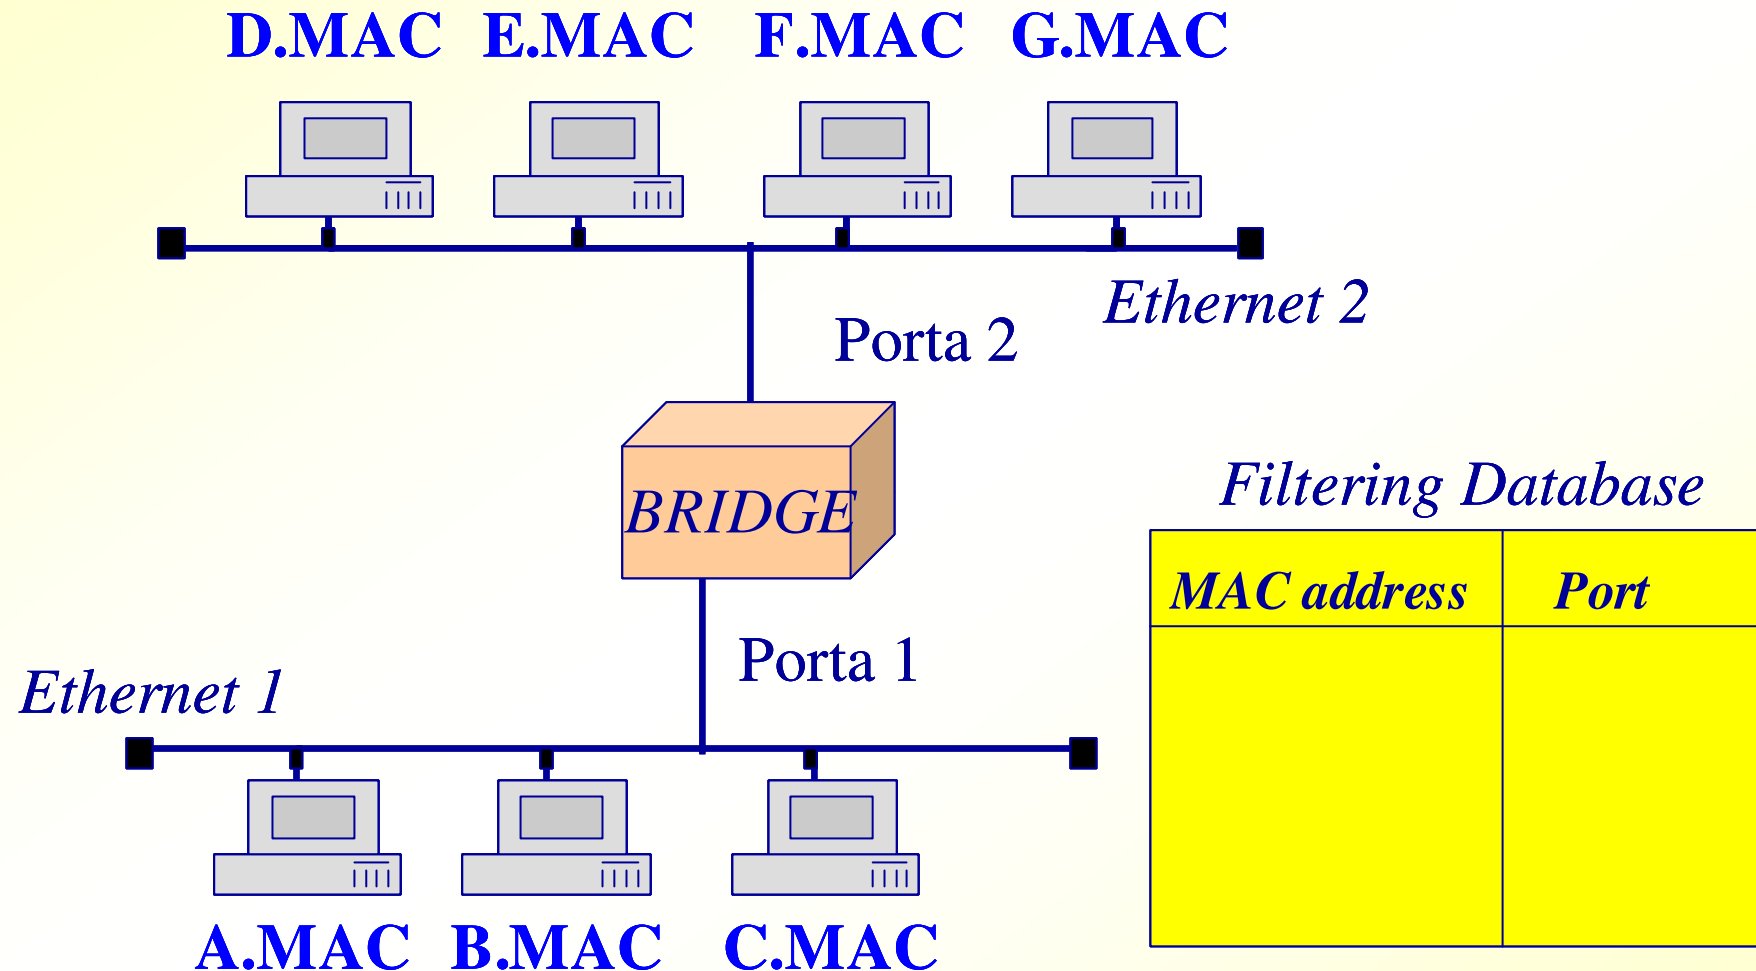 D.MAC E.MAC F.MAC G.MAC
Ethernet 2
Porta 2
BRIDGE
Filtering Database
MAC address Port
Porta 1
Ethernet 1
A.MAC B.MAC C.MAC